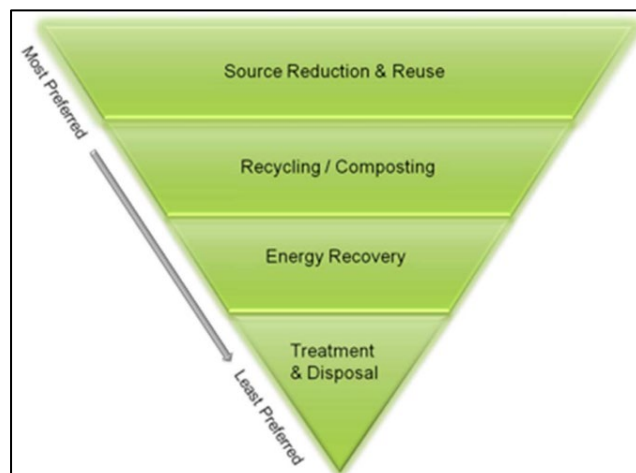 Most Preferred
Source Reduction & Reuse
Recycling / Composting
Energy Recovery
Treatment
& Disposal
Least Preferred